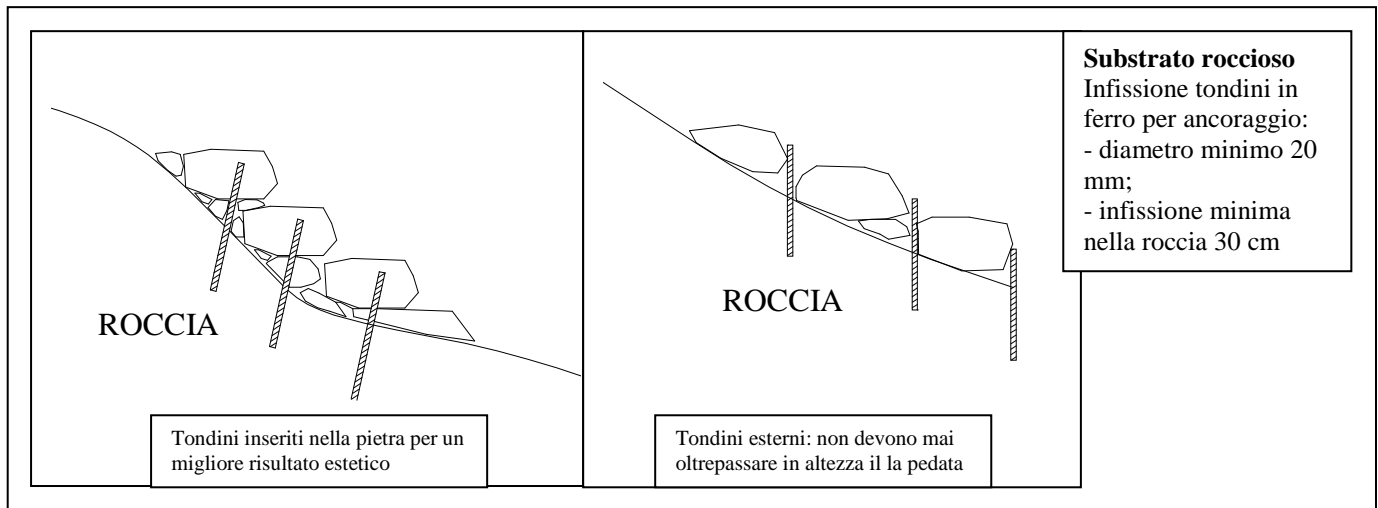 Substrato roccioso
Infissione tondini in
ferro per ancoraggio:
- diametro minimo 20
mm;
- infissione minima
nella roccia 30 cm
ROCCIA
ROCCIA
Tondini inseriti nella pietra per un
migliore risultato estetico
Tondini esterni: non devono mai
oltrepassare in altezza il la pedata